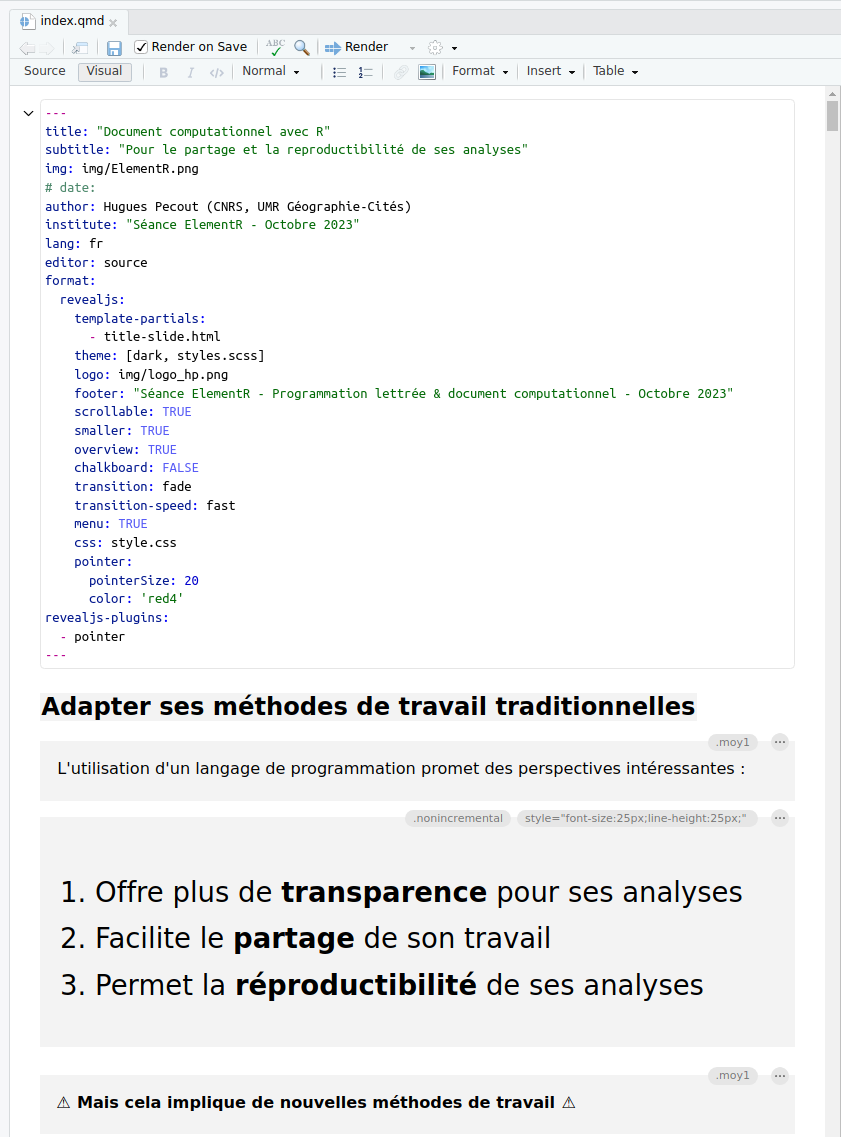 index.qmd
Render on Save ABC Render
Source Visual B I </> Normal Format Insert Table
---
title: "Document computationnel avec R"
subtitle: "Pour le partage et la reproductibilité de ses analyses"
img: img/ElementR.png
# date:
author: Hugues Pecout (CNRS, UMR Géographie-Cités)
institute: "Séance ElementR - Octobre 2023"
lang: fr
editor: source
format:
  revealjs:
    template-partials:
      - title-slide.html
    theme: [dark, styles.scss]
    logo: img/logo_hp.png
    footer: "Séance ElementR - Programmation lettrée & document computationnel - Octobre 2023"
    scrollable: TRUE
    smaller: TRUE
    overview: TRUE
    chalkboard: FALSE
    transition: fade
    transition-speed: fast
    menu: TRUE
    css: style.css
    pointer:
      pointerSize: 20
      color: 'red4'
revealjs-plugins:
  - pointer
---
Adapter ses méthodes de travail traditionnelles
.moy1 ...
L'utilisation d'un langage de programmation promet des perspectives intéressantes :
.nonincremental style="font-size:25px;line-height:25px;" ...
1. Offre plus de transparence pour ses analyses
2. Facilite le partage de son travail
3. Permet la réproductibilité de ses analyses
.moy1 ...
⚠ Mais cela implique de nouvelles méthodes de travail ⚠